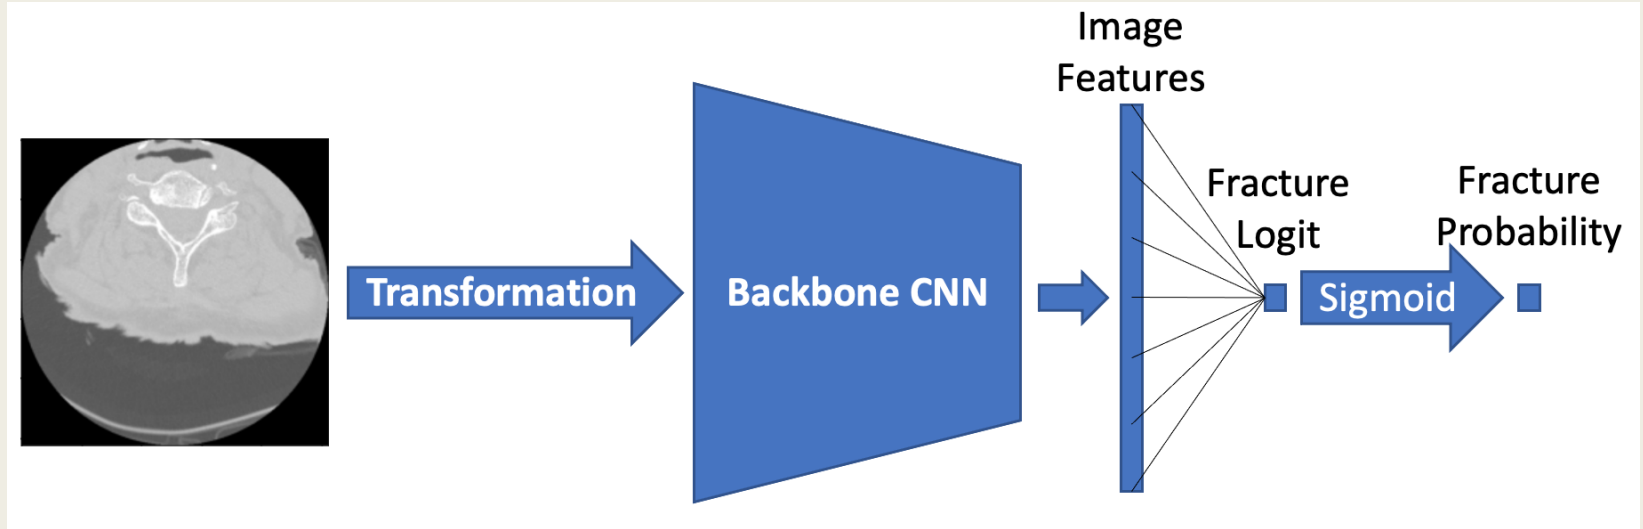 Transformation
Backbone CNN
Image
Features
Fracture
Logit
Sigmoid
Fracture
Probability